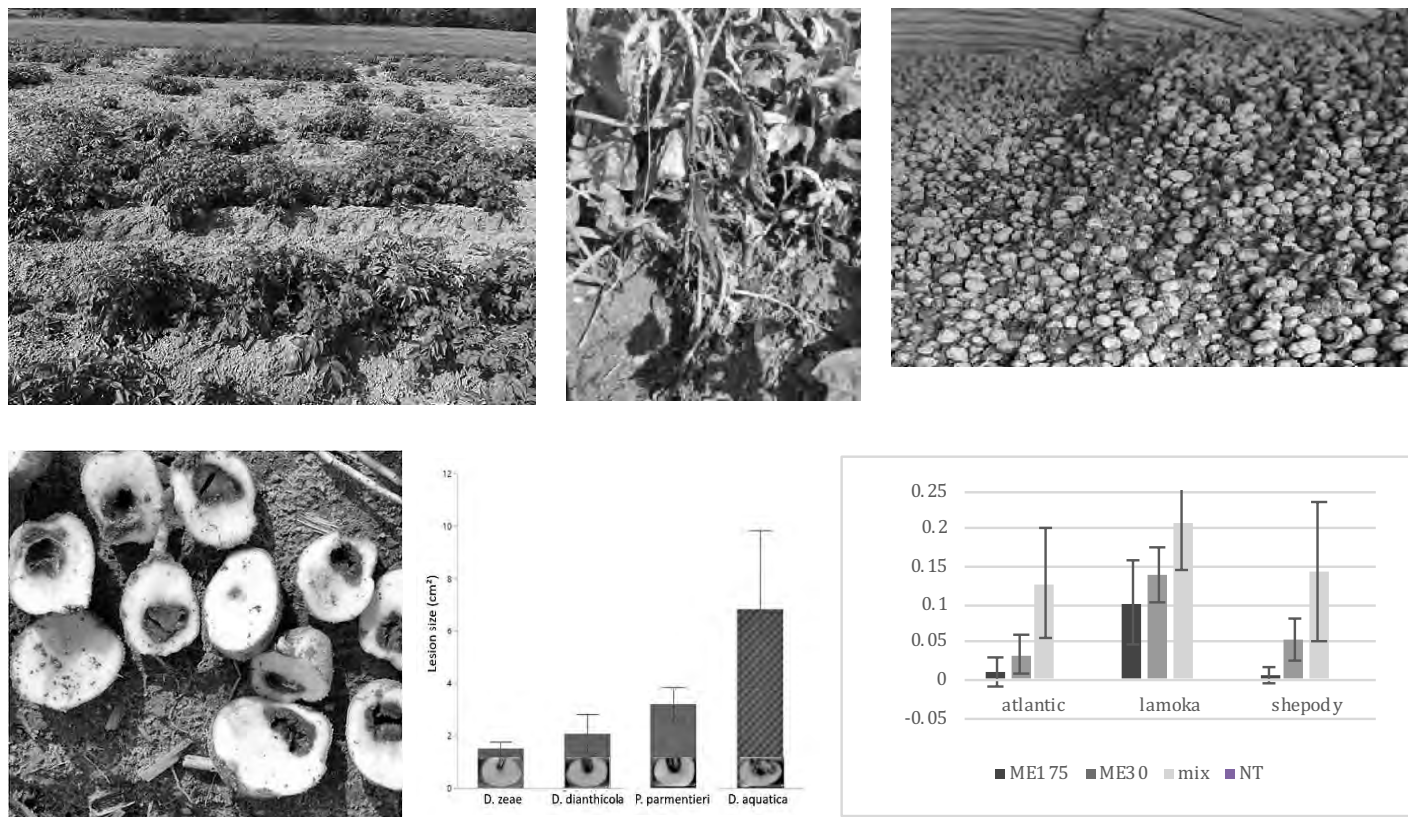 12
10
8
6
4
2
0
Lesion size (cm²)
D. zeae
D. dianthicola
P. parmentieri
D. aquatica
0.25
0.2
0.15
0.1
0.05
0
-0.05
atlantic
lamoka
shepody
ME175
ME30
mix
NT